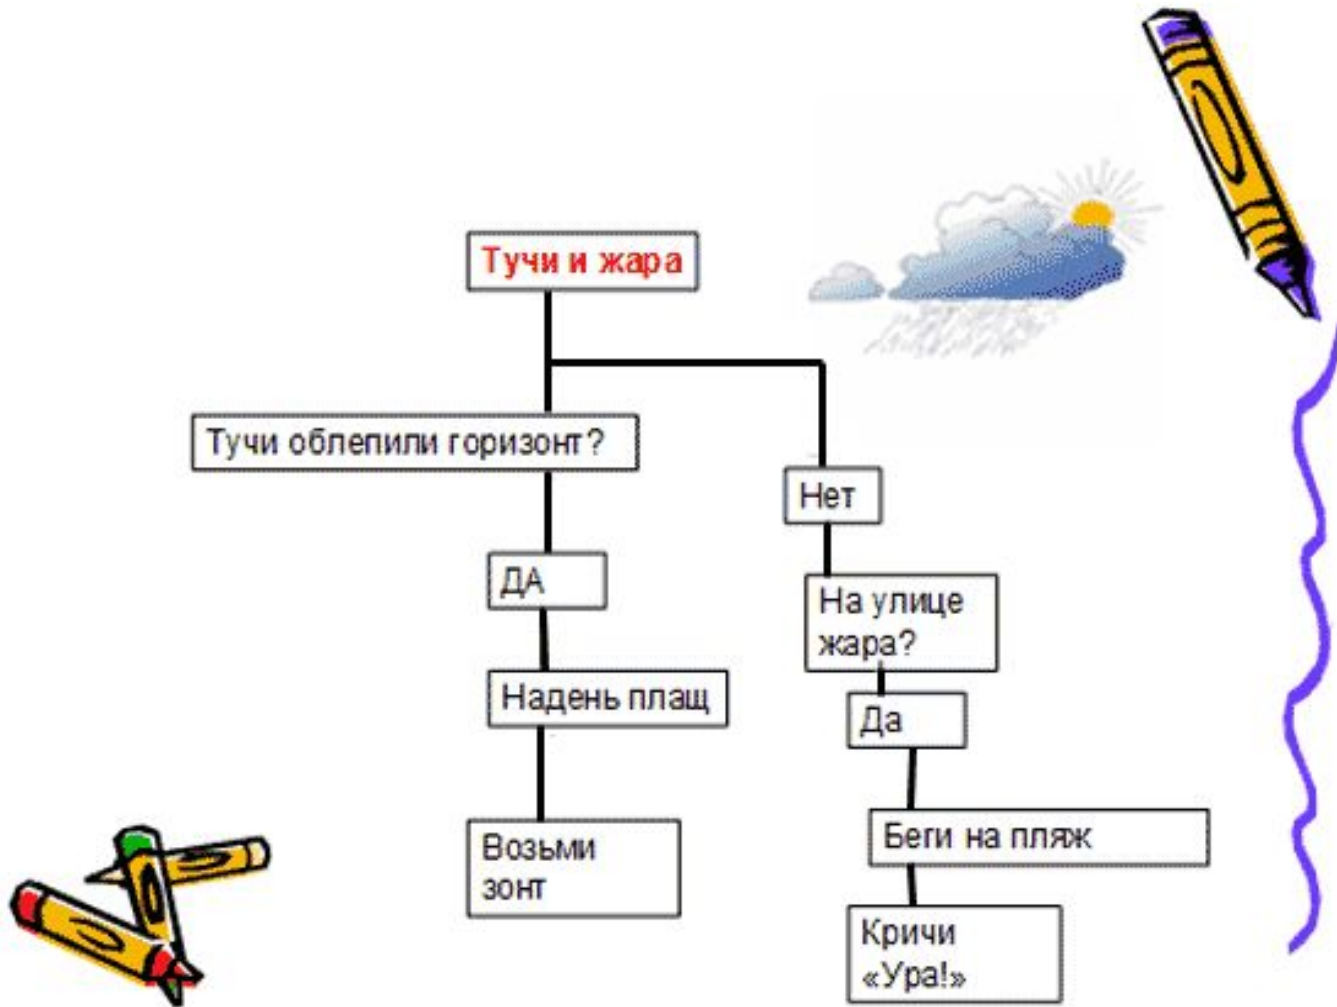 Тучи и жара
Тучи облепили горизонт?
Нет
ДА
На улице
жара?
Надень плащ
Да
Возьми
зонт
Беги на пляж
Кричи
«Ура!»